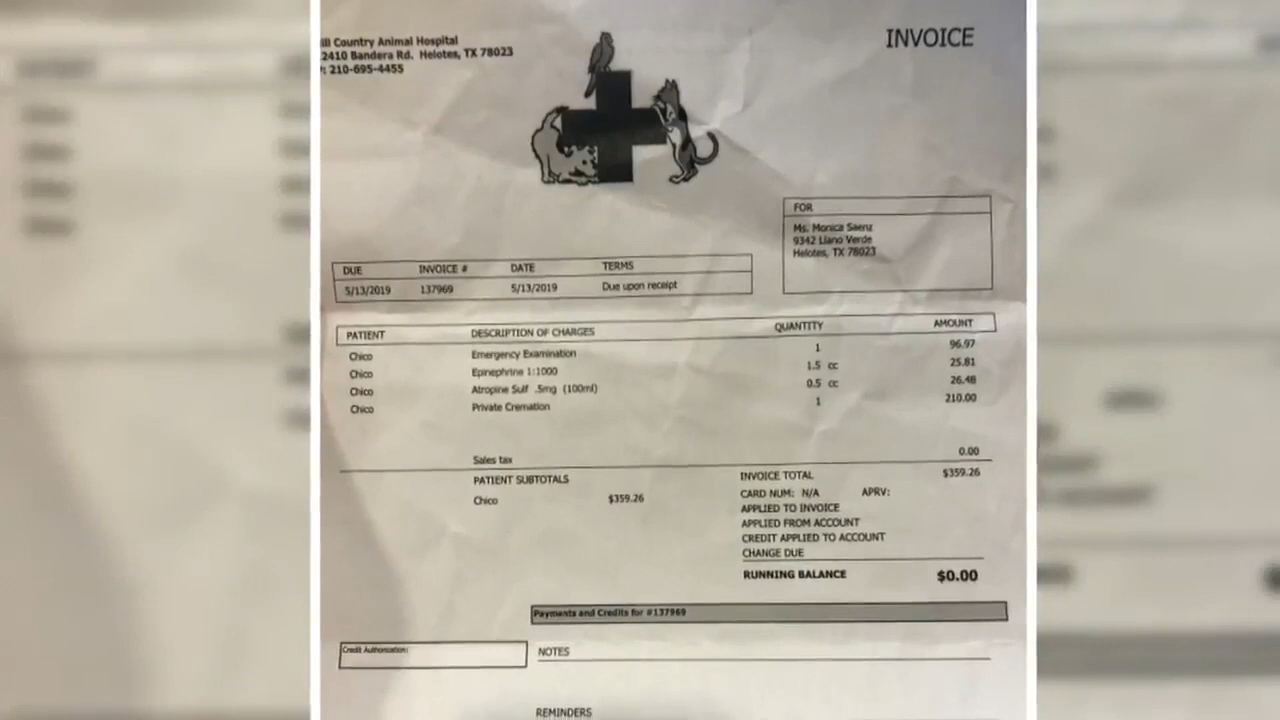 ill Country Animal Hospital
2410 Bandera Rd. Helotes, TX 78023
: 210-695-4455
INVOICE
FOR
Ms. Monica Saenz
9342 Llano Verde
Helotes, TX 78023
DUE INVOICE # DATE TERMS
5/13/2019 137969 5/13/2019 Due upon receipt
PATIENT DESCRIPTION OF CHARGES QUANTITY AMOUNT
Chico Emergency Examination 1 96.97
Chico Epinephrine 1:1000 1.5 cc 25.81
Chico Atropine Sulf .5mg (100ml) 0.5 cc 26.48
Chico Private Cremation 1 210.00
Sales tax 0.00
PATIENT SUBTOTALS INVOICE TOTAL $359.26
Chico $359.26 CARD NUM: N/A APRV:
APPLIED TO INVOICE
APPLIED FROM ACCOUNT
CREDIT APPLIED TO ACCOUNT
CHANGE DUE
RUNNING BALANCE $0.00
Payments and Credits for #137969
Credit Authorization:
NOTES
REMINDERS